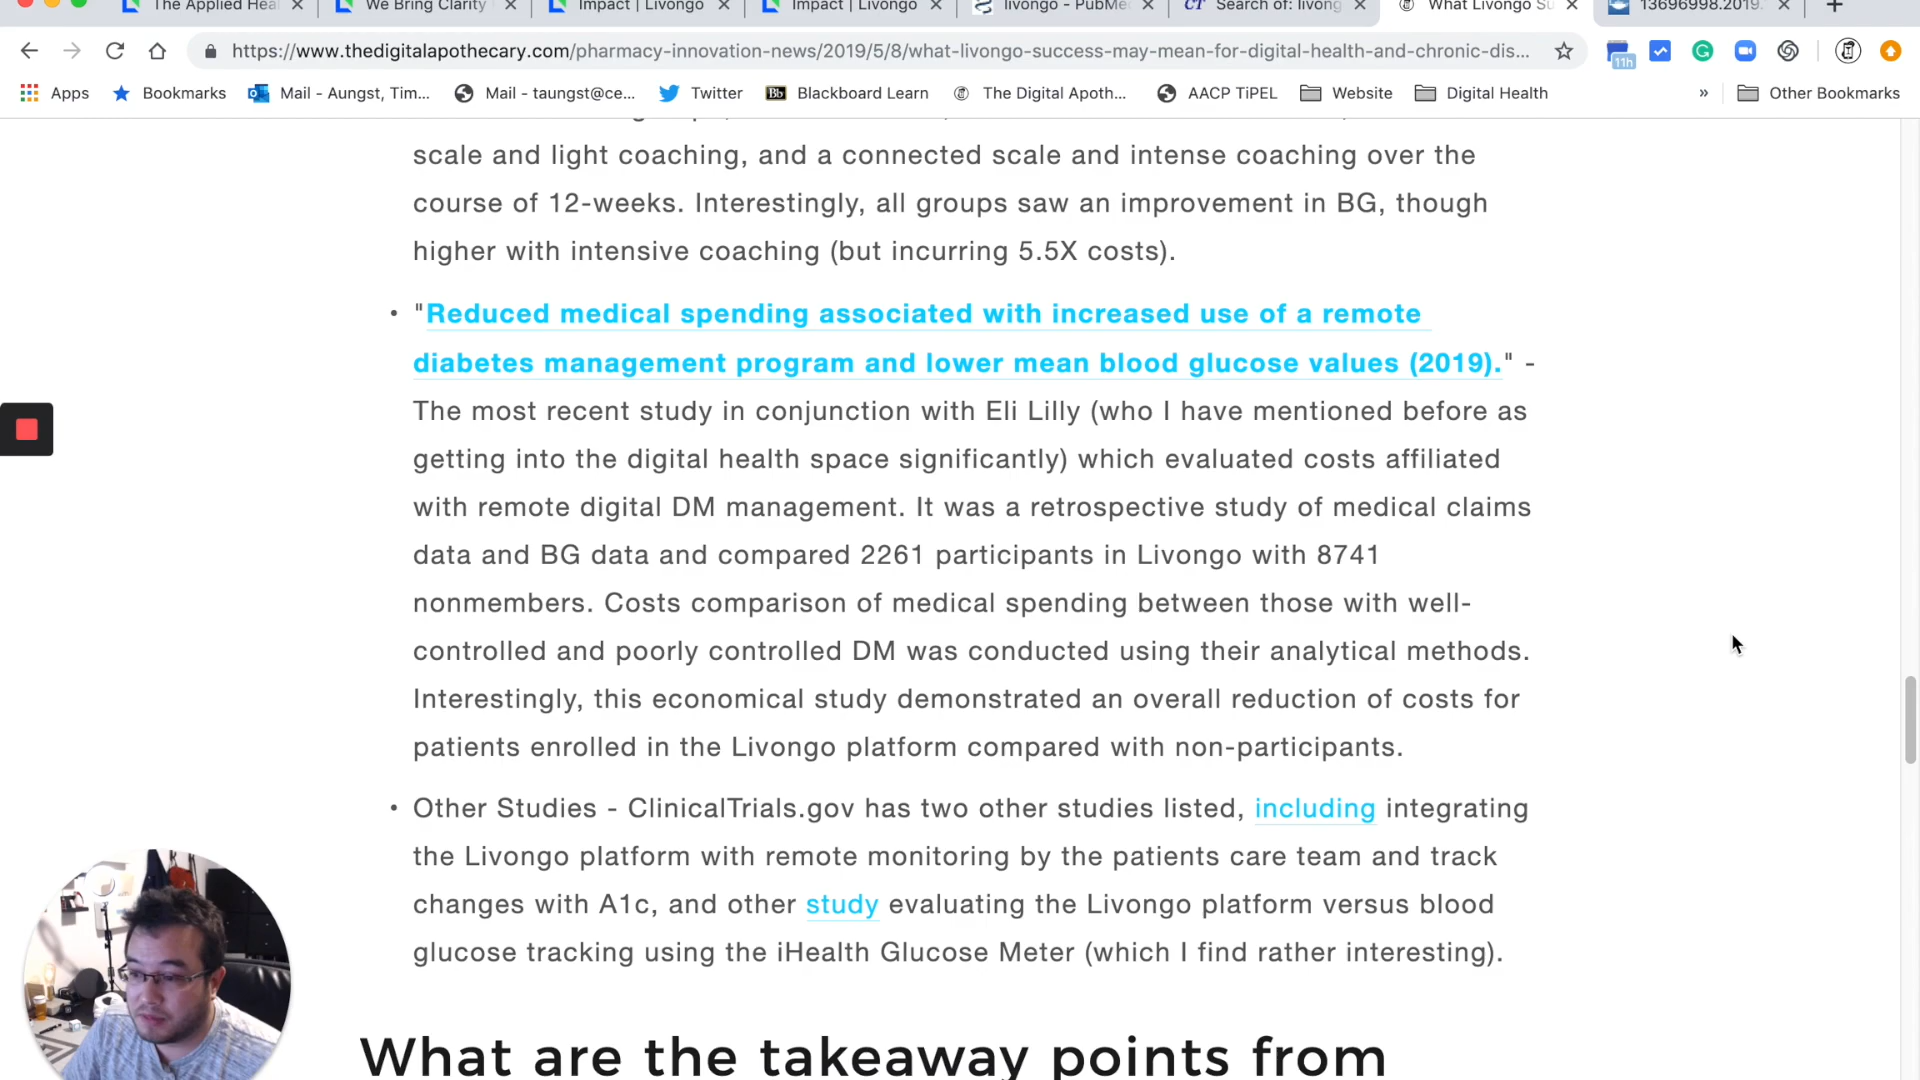 The Applied Heal
We Bring Clarity
Impact | Livongo
Impact | Livongo
livongo - PubMed
CT Search of: livong
What Livongo Su
13696998.2019.
https://www.thedigitalapothecary.com/pharmacy-innovation-news/2019/5/8/what-livongo-success-may-mean-for-digital-health-and-chronic-dis...
11h
Apps Bookmarks Mail - Aungst, Tim... Mail - taungst@ce... Twitter Bb Blackboard Learn The Digital Apoth... AACP TiPEL Website Digital Health » Other Bookmarks
scale and light coaching, and a connected scale and intense coaching over the
course of 12-weeks. Interestingly, all groups saw an improvement in BG, though
higher with intensive coaching (but incurring 5.5X costs).
• "Reduced medical spending associated with increased use of a remote
diabetes management program and lower mean blood glucose values (2019)." -
The most recent study in conjunction with Eli Lilly (who I have mentioned before as
getting into the digital health space significantly) which evaluated costs affiliated
with remote digital DM management. It was a retrospective study of medical claims
data and BG data and compared 2261 participants in Livongo with 8741
nonmembers. Costs comparison of medical spending between those with well-
controlled and poorly controlled DM was conducted using their analytical methods.
Interestingly, this economical study demonstrated an overall reduction of costs for
patients enrolled in the Livongo platform compared with non-participants.
• Other Studies - ClinicalTrials.gov has two other studies listed, including integrating
the Livongo platform with remote monitoring by the patients care team and track
changes with A1c, and other study evaluating the Livongo platform versus blood
glucose tracking using the iHealth Glucose Meter (which I find rather interesting).
What are the takeaway points from